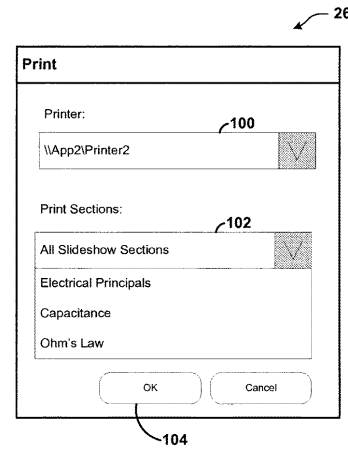 26
Print
Printer:
100
\\App2\Printer2
Print Sections:
102
All Slideshow Sections
Electrical Principals
Capacitance
Ohm's Law
OK
Cancel
104